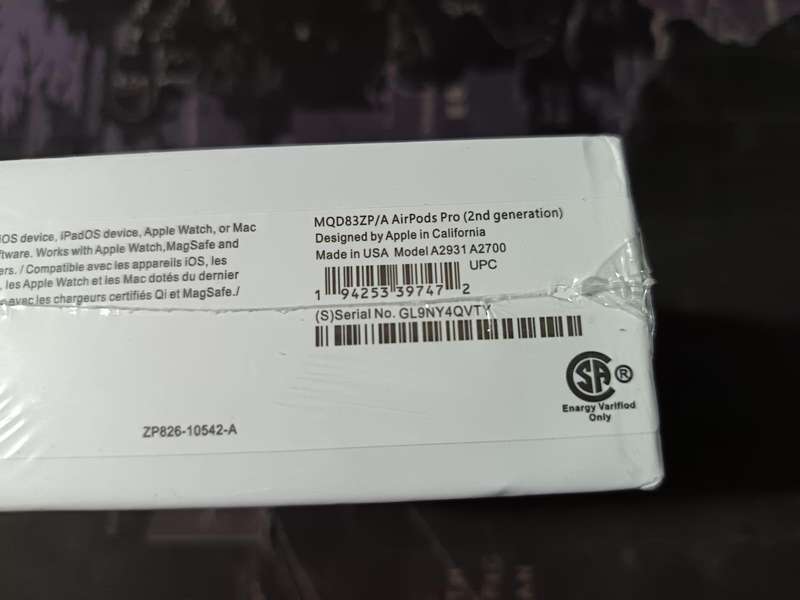 iOS device, iPadOS device, Apple Watch, or Mac
ftware. Works with Apple Watch,MagSafe and
ers. / Compatible avec les appareils iOS, les
, les Apple Watch et les Mac dotés du dernier
avec les chargeurs certifiés Qi et MagSafe./
ZP826-10542-A
MQD83ZP/A AirPods Pro (2nd generation)
Designed by Apple in California
Made in USA Model A2931 A2700
UPC
1 94253 39747 2
(S)Serial No. GL9NY4QVTY
SA ®
Energy Varifiod
Only